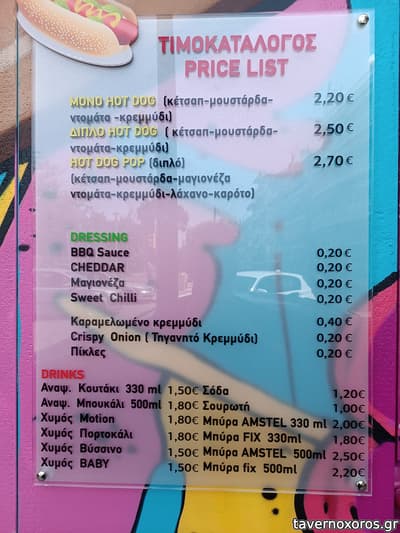 ΤΙΜΟΚΑΤΑΛΟΓΟΣ
PRICE LIST
ΜΟΝΟ HOT DOG (κέτσαπ-μουστάρδα- 2,20 €
ντομάτα -κρεμμύδι)
ΔΙΠΛΟ HOT DOG ( κέτσαπ-μουστάρδα- 2,50 €
ντομάτα-κρεμμύδι)
HOT DOG POP (διπλό) 2,70 €
(κέτσαπ-μουστάρδα-μαγιονέζα
ντομάτα-κρεμμύδι-λάχανο-καρότο)
DRESSING
BBQ Sauce 0,20 €
CHEDDAR 0,20 €
Μαγιονέζα 0,20 €
Sweet Chilli 0,20 €
Καραμελωμένο κρεμμύδι 0,40 €
Crispy Onion ( Τηγανητό Κρεμμύδι) 0,20 €
Πίκλες 0,20 €
DRINKS
Αναψ. Κουτάκι 330 ml 1,50€ Σόδα 1,20€
Αναψ. Μπουκάλι 500ml 1,80€ Σουρωτή 1,00€
Χυμός Motion 1,80€ Μπύρα AMSTEL 330 ml 2,00€
Χυμός Πορτοκάλι 1,80€ Μπύρα FIX 330ml 1,80€
Χυμός Βύσσινο 1,50€ Μπύρα AMSTEL 500ml 2,50€
Χυμός BABY 1,50€ Μπύρα fix 500ml 2,20€
tavernoxoros.gr